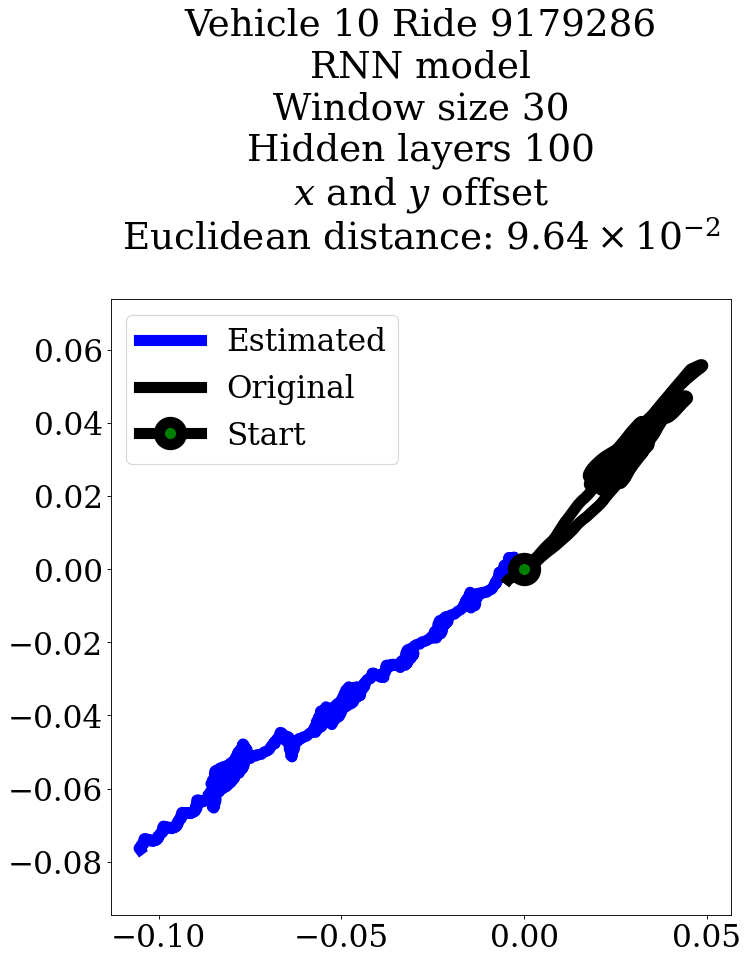 Vehicle 10 Ride 9179286
RNN model
Window size 30
Hidden layers 100
x and y offset
Euclidean distance: 9.64 × 10⁻²
Estimated
Original
Start
0.06
0.04
0.02
0.00
−0.02
−0.04
−0.06
−0.08
−0.10
−0.05
0.00
0.05